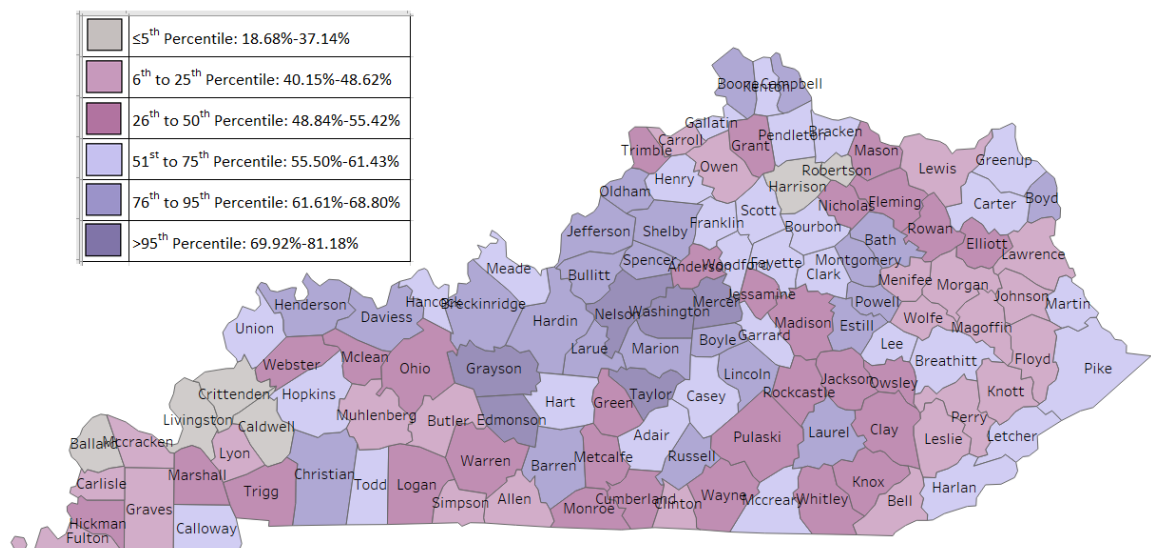 ≤5th Percentile: 18.68%-37.14%
6th to 25th Percentile: 40.15%-48.62%
26th to 50th Percentile: 48.84%-55.42%
51st to 75th Percentile: 55.50%-61.43%
76th to 95th Percentile: 61.61%-68.80%
>95th Percentile: 69.92%-81.18%
Boone
Kenton
Campbell
Gallatin
Carroll
Trimble
Grant
Pendleton
Bracken
Mason
Owen
Robertson
Lewis
Greenup
Henry
Harrison
Oldham
Nicholas
Fleming
Carter
Boyd
Jefferson
Shelby
Franklin
Scott
Bourbon
Rowan
Bath
Elliott
Lawrence
Spencer
Anderson
Woodford
Fayette
Montgomery
Clark
Meade
Bullitt
Menifee
Morgan
Henderson
Hancock
Breckinridge
Nelson
Washington
Mercer
Jessamine
Powell
Johnson
Martin
Union
Daviess
Hardin
Madison
Estill
Wolfe
Magoffin
Larue
Marion
Boyle
Garrard
Lee
Webster
Mclean
Ohio
Grayson
Breathitt
Floyd
Pike
Lincoln
Crittenden
Hopkins
Hart
Green
Taylor
Casey
Rockcastle
Jackson
Owsley
Knott
Livingston
Caldwell
Muhlenberg
Butler
Edmonson
Perry
Ballard
Mccracken
Lyon
Adair
Pulaski
Laurel
Clay
Leslie
Letcher
Marshall
Christian
Warren
Barren
Metcalfe
Russell
Carlisle
Trigg
Todd
Logan
Knox
Harlan
Graves
Simpson
Allen
Monroe
Cumberland
Clinton
Wayne
Mccreary
Whitley
Bell
Hickman
Fulton
Calloway